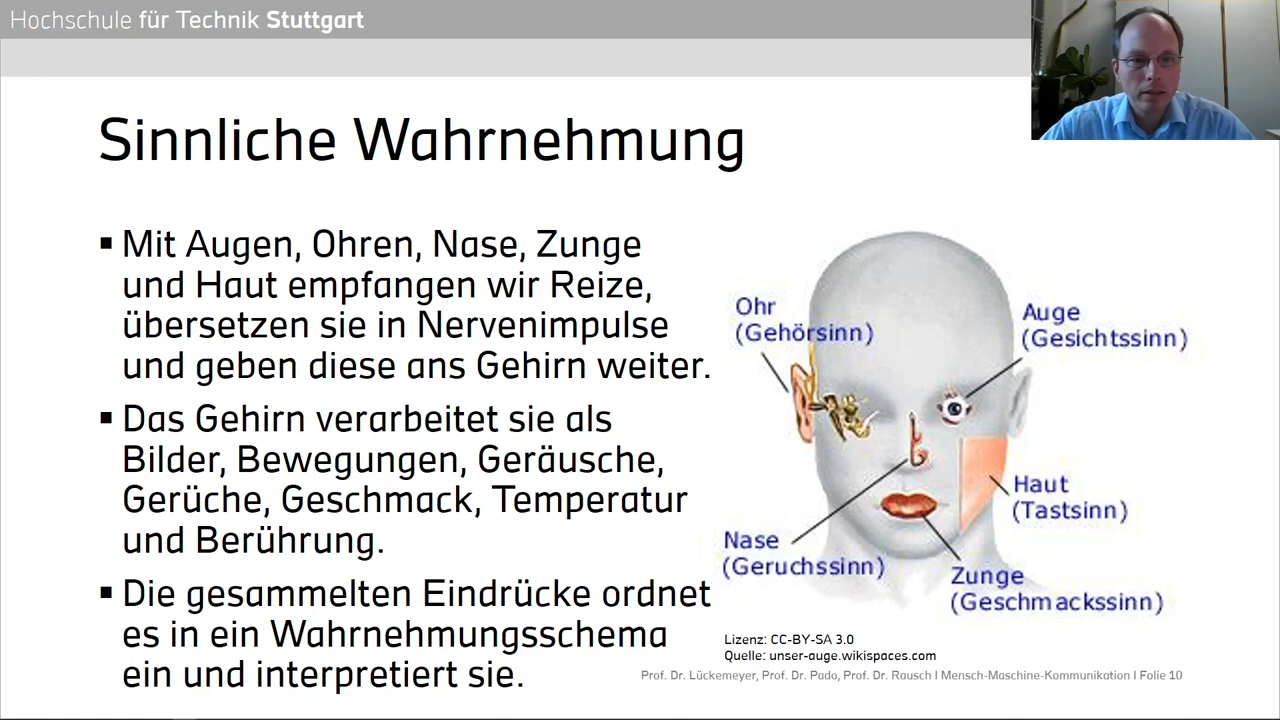 Hochschule für Technik Stuttgart
Sinnliche Wahrnehmung
▪ Mit Augen, Ohren, Nase, Zunge
und Haut empfangen wir Reize,
übersetzen sie in Nervenimpulse
und geben diese ans Gehirn weiter.
▪ Das Gehirn verarbeitet sie als
Bilder, Bewegungen, Geräusche,
Gerüche, Geschmack, Temperatur
und Berührung.
▪ Die gesammelten Eindrücke ordnet
es in ein Wahrnehmungsschema
ein und interpretiert sie.
Ohr
(Gehörsinn)
Auge
(Gesichtssinn)
Haut
(Tastsinn)
Nase
(Geruchssinn)
Zunge
(Geschmackssinn)
Lizenz: CC-BY-SA 3.0
Quelle: unser-auge.wikispaces.com
Prof. Dr. Lückemeyer, Prof. Dr. Pado, Prof. Dr. Rausch I Mensch-Maschine-Kommunikation I Folie 10